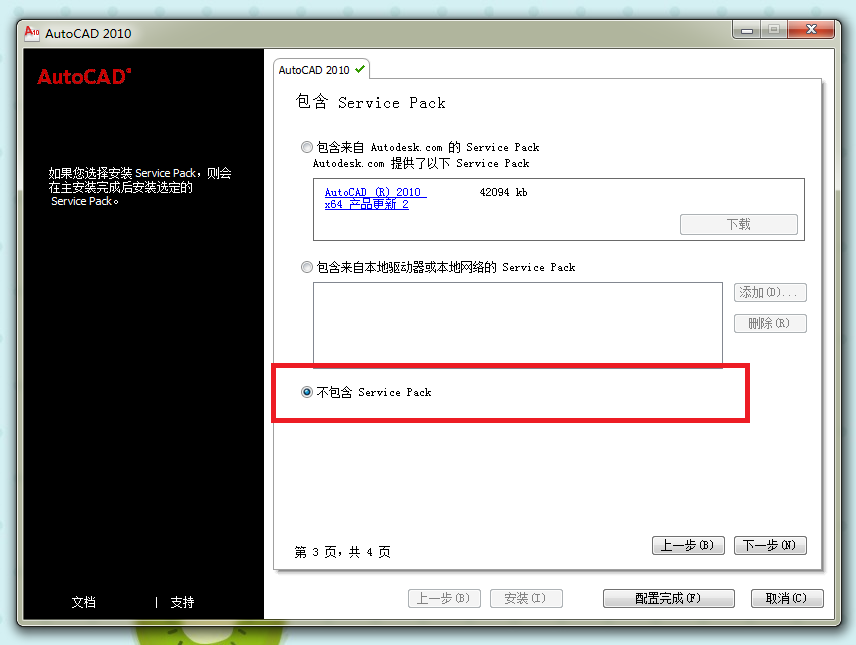 AutoCAD 2010
AutoCAD®
如果您选择安装 Service Pack，则会
在主安装完成后安装选定的
Service Pack。
文档 | 支持
AutoCAD 2010
包含 Service Pack
包含来自 Autodesk.com 的 Service Pack
Autodesk.com 提供了以下 Service Pack
AutoCAD (R) 2010 42094 kb
x64 产品更新 2
下载
包含来自本地驱动器或本地网络的 Service Pack
添加(D)...
删除(R)
不包含 Service Pack
第 3 页，共 4 页
上一步(B) 下一步(N)
上一步(B) 安装(I) 配置完成(F) 取消(C)